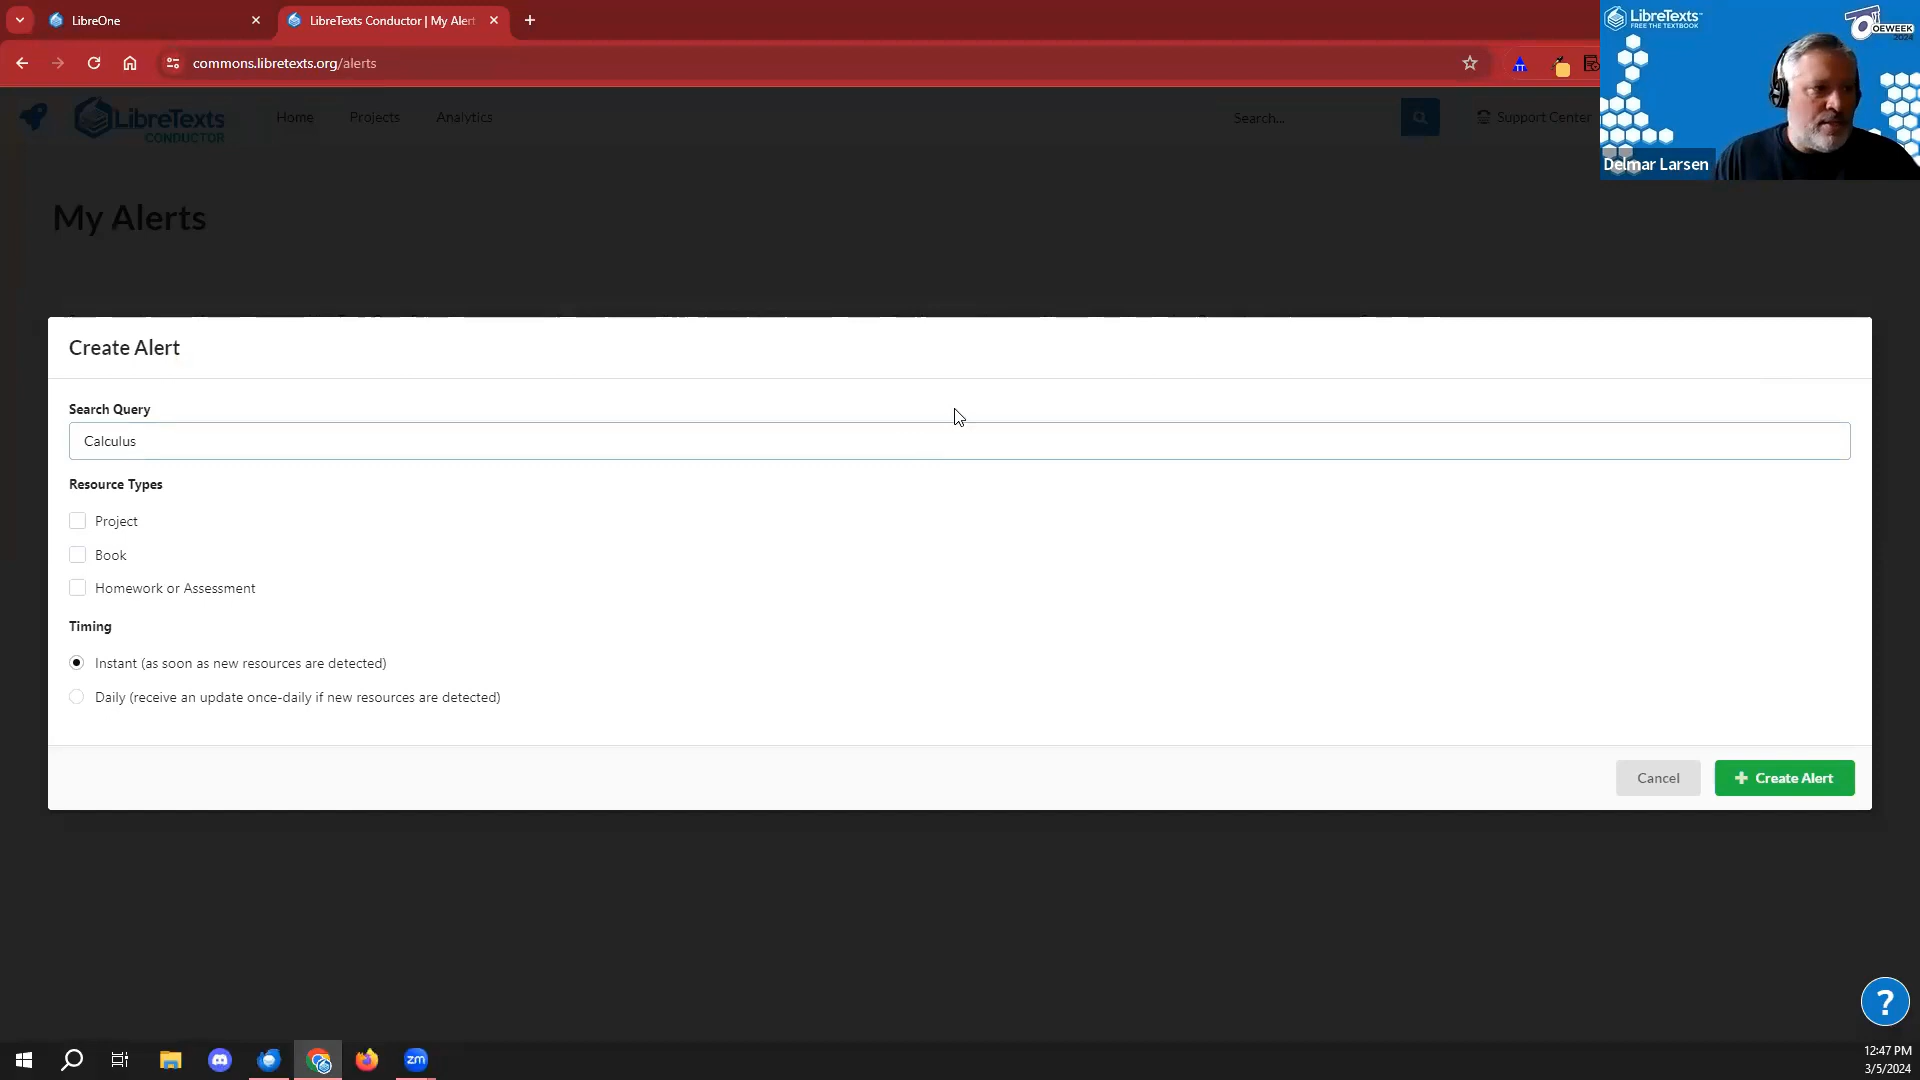 LibreOne
LibreTexts Conductor | My Alert
commons.libretexts.org/alerts
LibreTexts
CONDUCTOR
Home
Projects
Analytics
Search...
Support Center
LibreTexts
FREE THE TEXTBOOK
OEWEEK
2024
Delmar Larsen
My Alerts
Create Alert
Search Query
Calculus
Resource Types
Project
Book
Homework or Assessment
Timing
Instant (as soon as new resources are detected)
Daily (receive an update once-daily if new resources are detected)
Cancel
+ Create Alert
?
zm
12:47 PM
3/5/2024